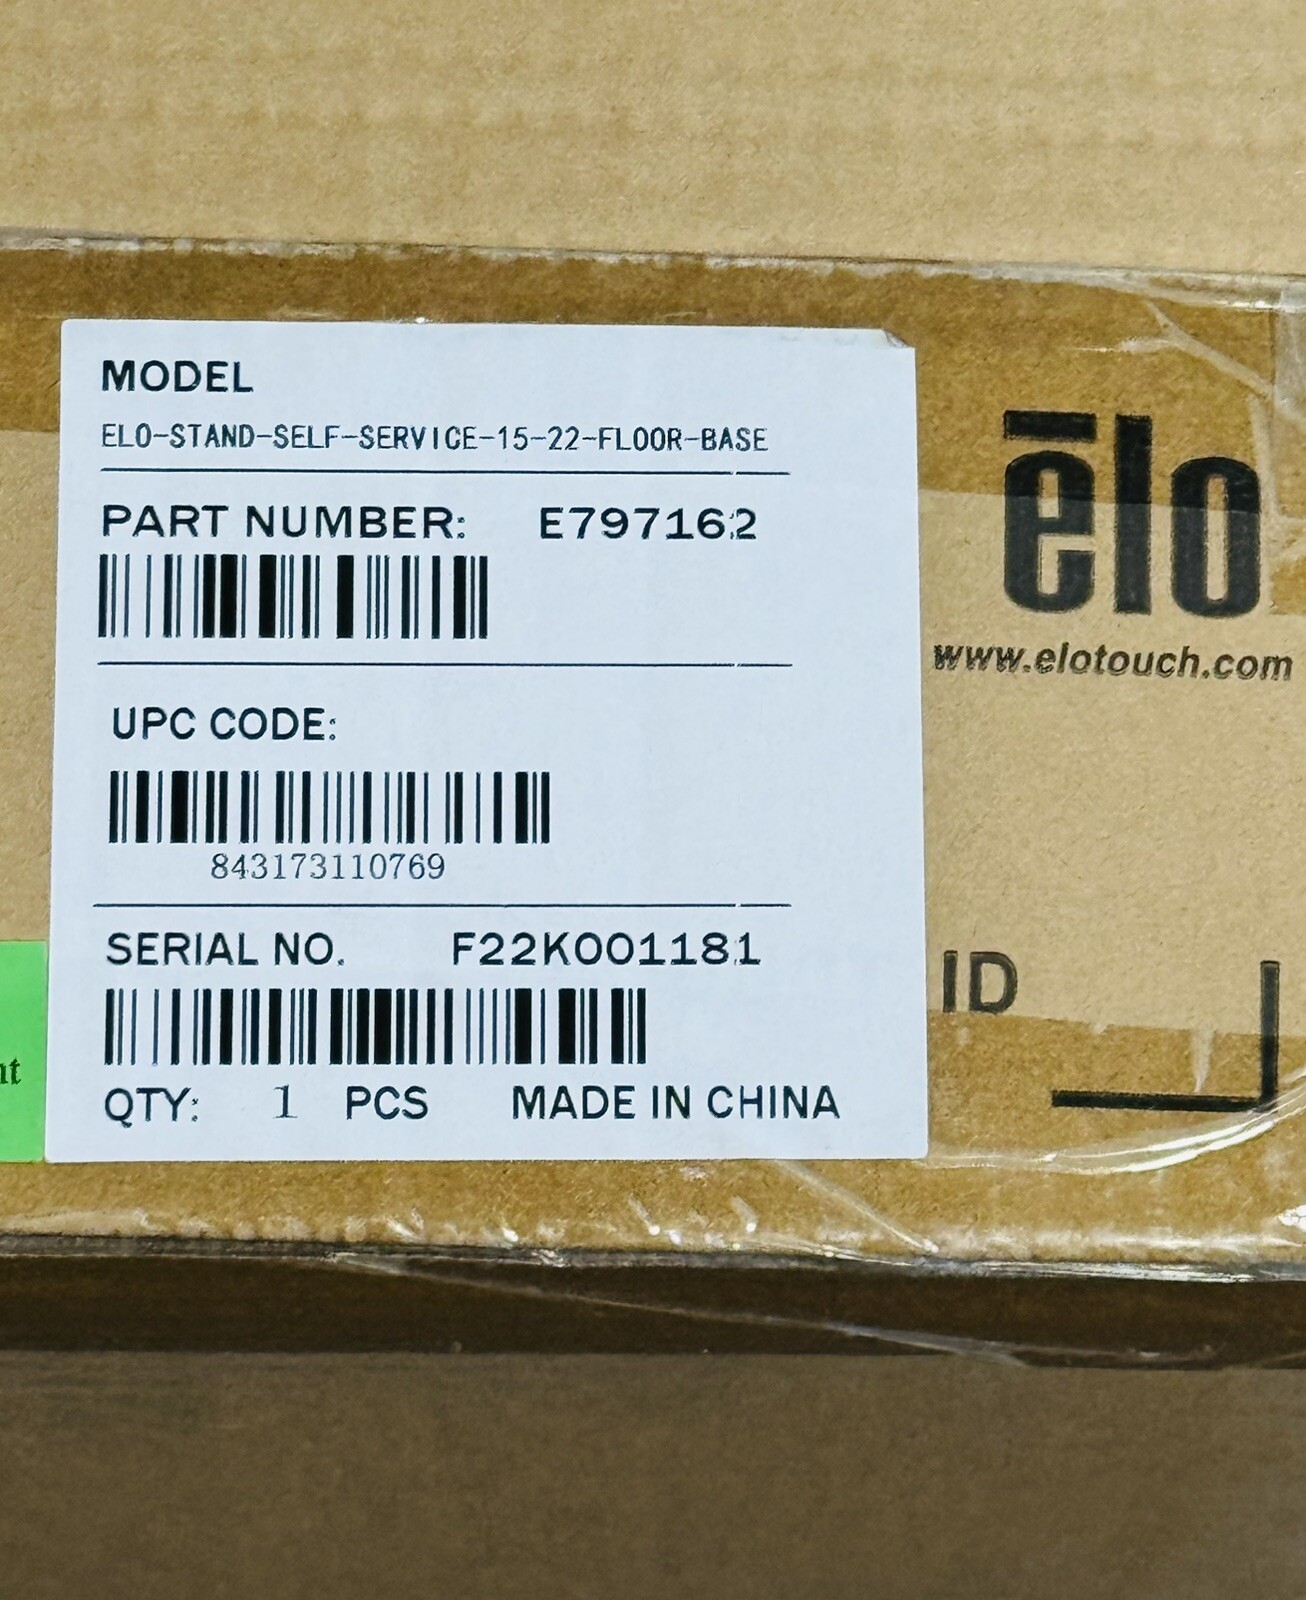 MODEL
ELO-STAND-SELF-SERVICE-15-22-FLOOR-BASE
PART NUMBER: E797162
UPC CODE:
843173110769
SERIAL NO. F22K001181
QTY: 1 PCS MADE IN CHINA
ēlo
www.elotouch.com
ID